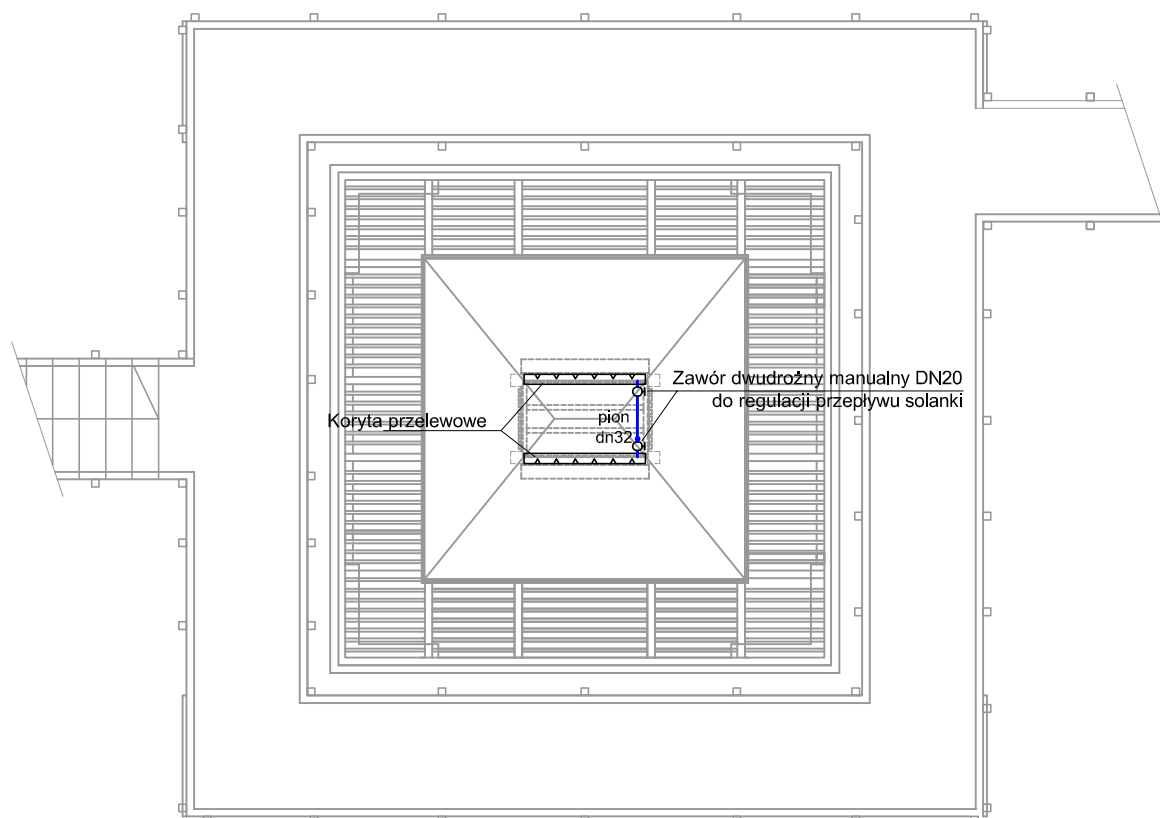 Zawór dwudrożny manualny DN20
do regulacji przepływu solanki
Koryta przelewowe
pion
dn32